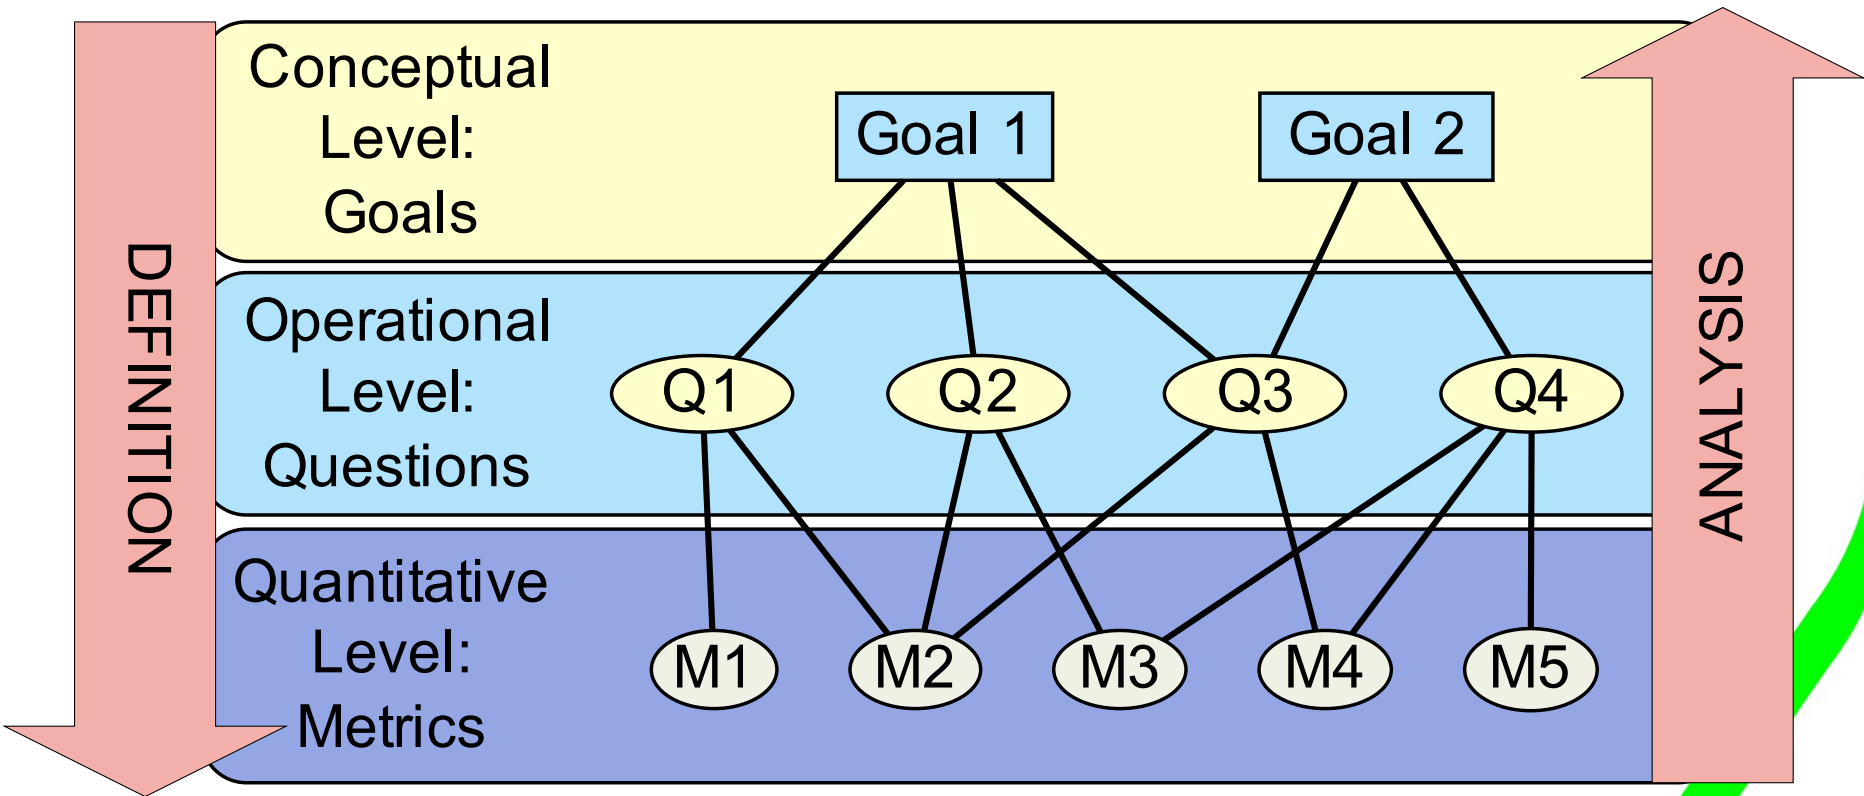 DEFINITION
Conceptual
Level:
Goals
Goal 1
Goal 2
Operational
Level:
Questions
Q1
Q2
Q3
Q4
Quantitative
Level:
Metrics
M1
M2
M3
M4
M5
ANALYSIS